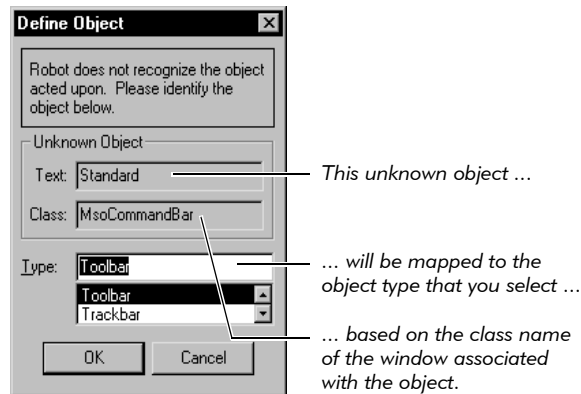 Define Object
Robot does not recognize the object
acted upon. Please identify the
object below.
Unknown Object
Text: Standard
This unknown object ...
Class: MsoCommandBar
Type: Toolbar
... will be mapped to the
object type that you select ...
Toolbar
Trackbar
... based on the class name
of the window associated
with the object.
OK Cancel